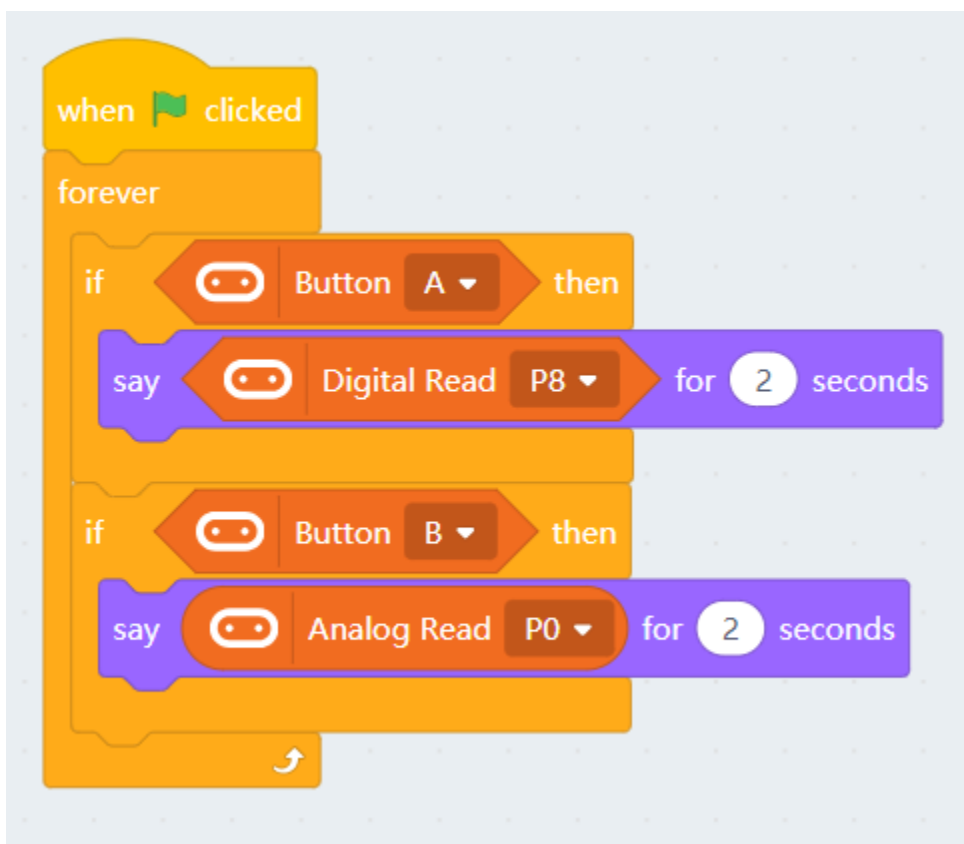 when clicked
forever
if Button A then
say Digital Read P8 for 2 seconds
if Button B then
say Analog Read P0 for 2 seconds